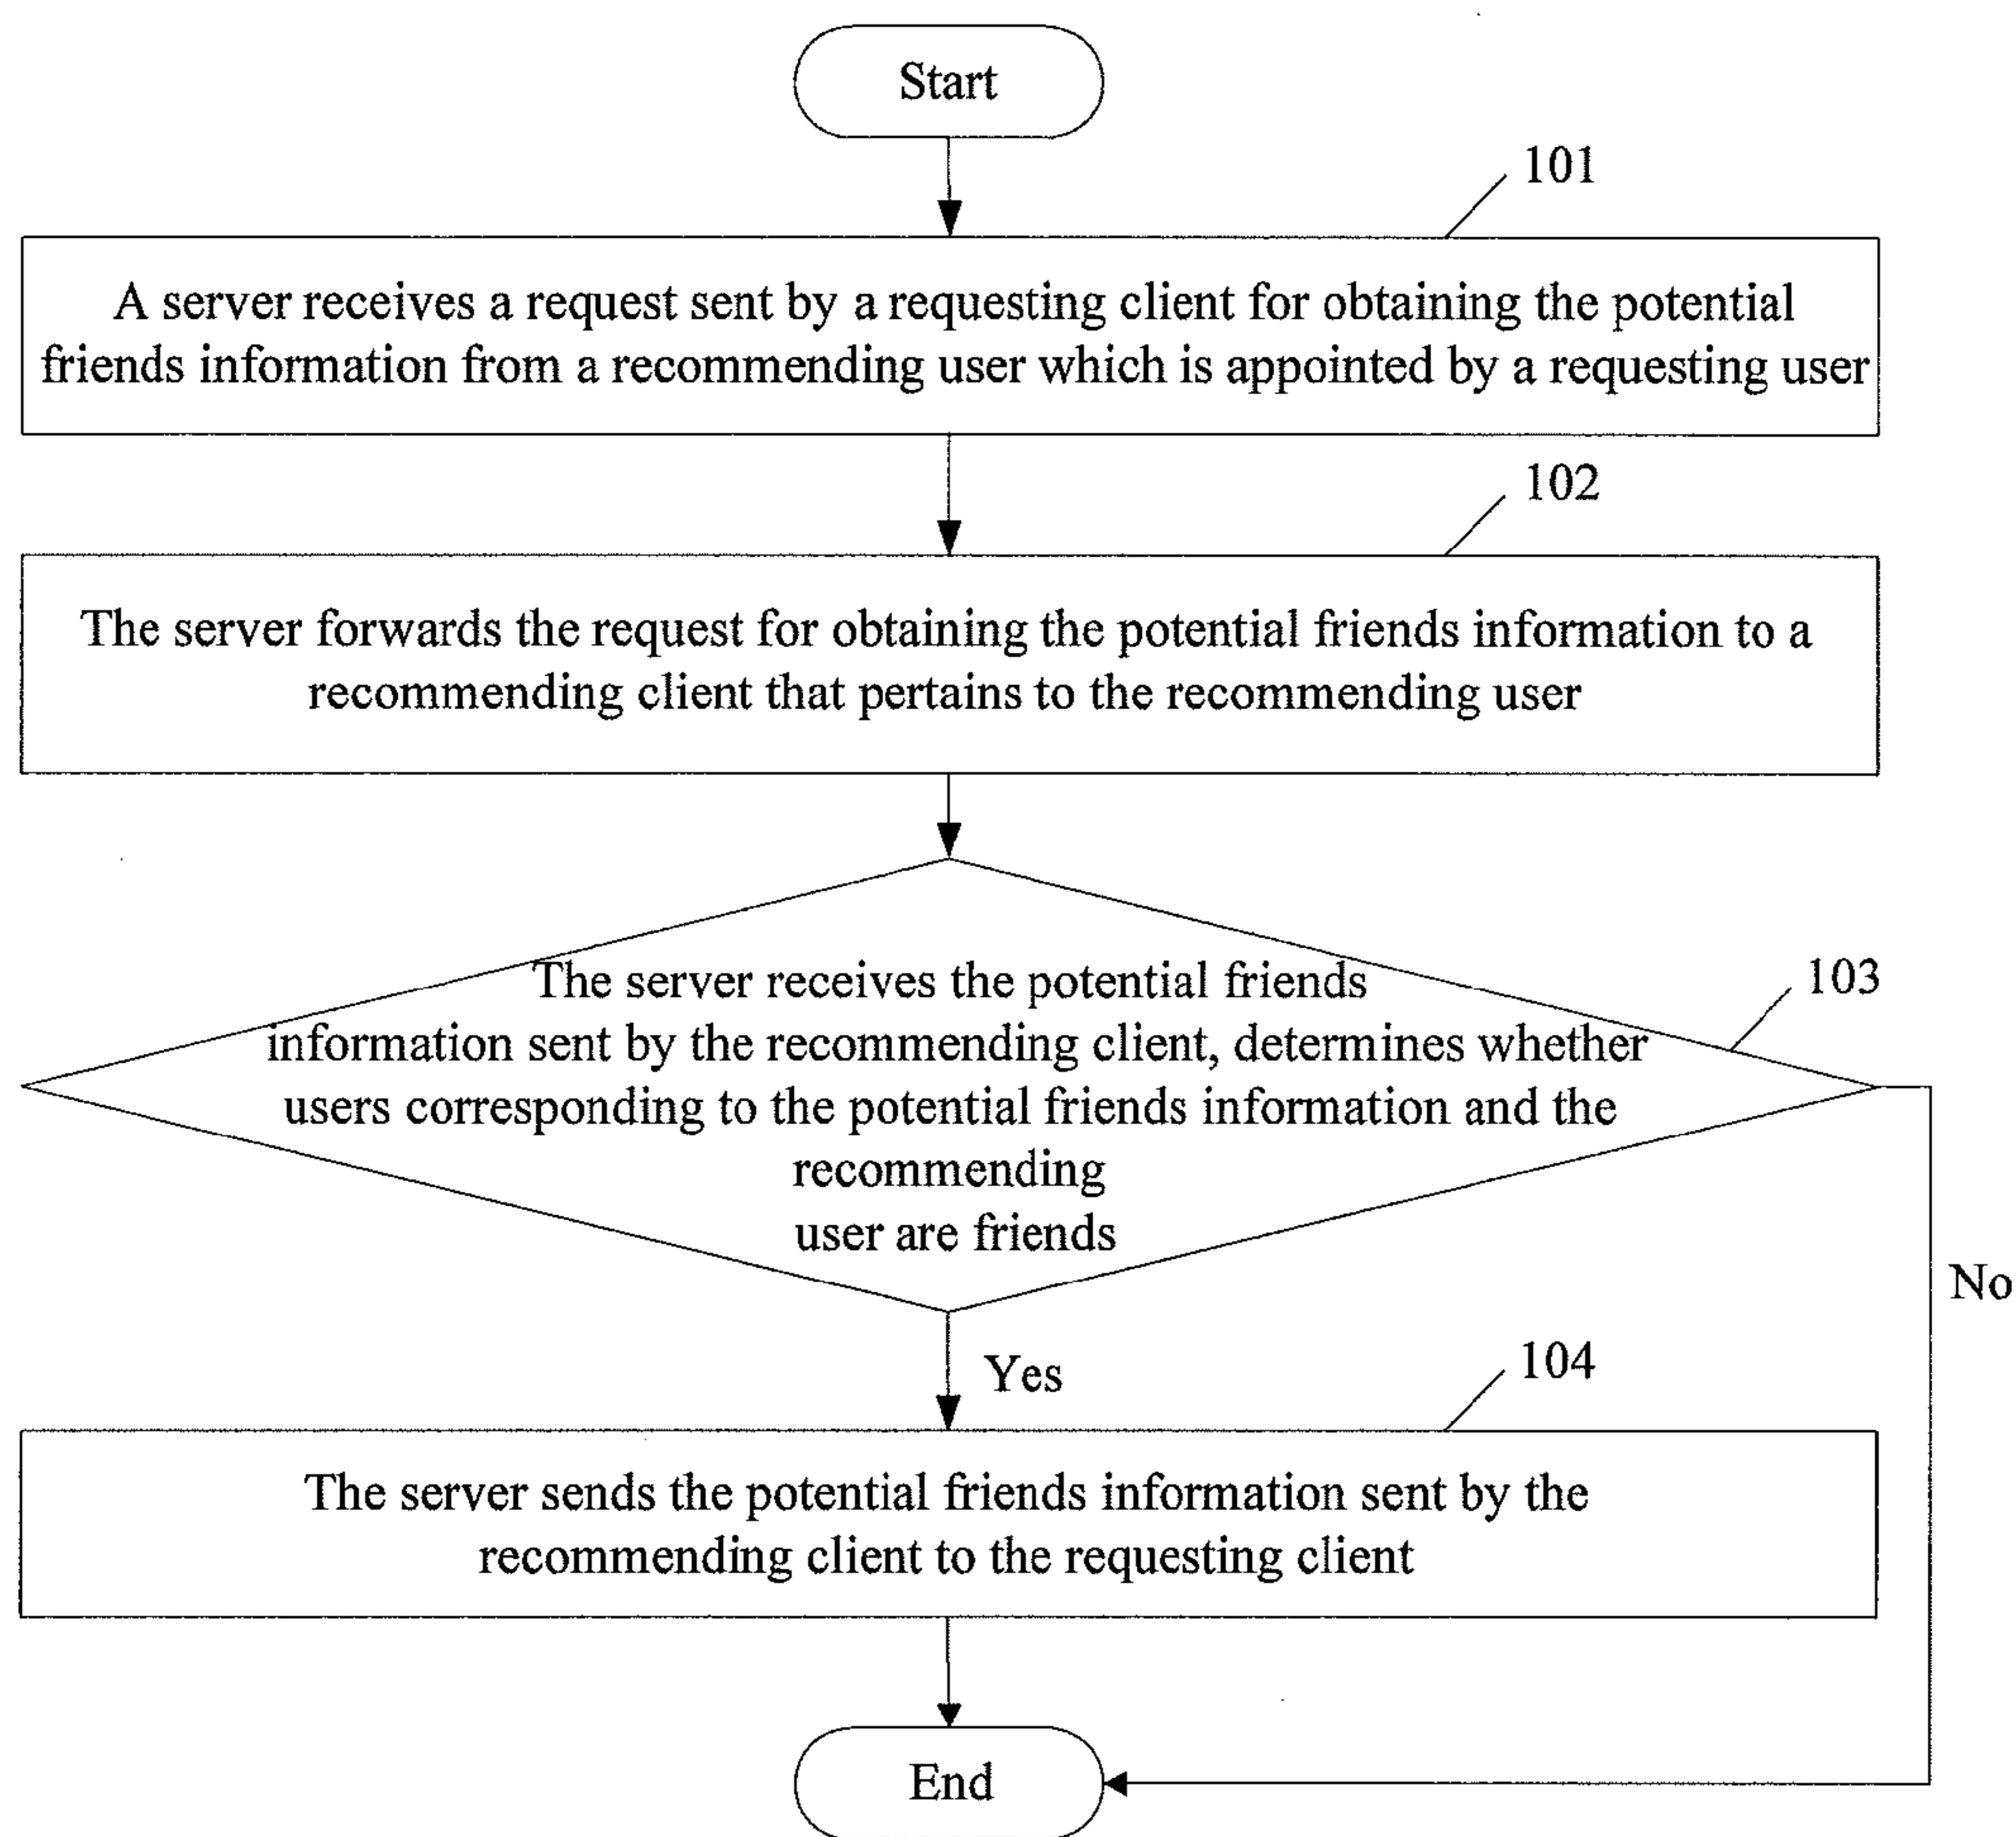 Start
101
A server receives a request sent by a requesting client for obtaining the potential
friends information from a recommending user which is appointed by a requesting user
102
The server forwards the request for obtaining the potential friends information to a
recommending client that pertains to the recommending user
103
The server receives the potential friends
information sent by the recommending client, determines whether
users corresponding to the potential friends information and the
recommending
user are friends
No
Yes
104
The server sends the potential friends information sent by the
recommending client to the requesting client
End